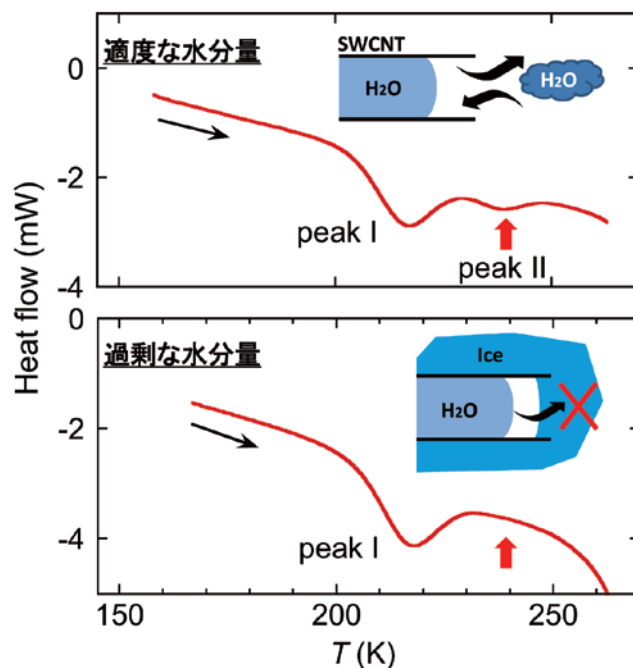 適度な水分量
SWCNT
H₂O
H₂O
peak I
peak II
0
-2
-4
Heat flow (mW)
過剰な水分量
Ice
H₂O
peak I
0
-2
-4
150
200
250
T (K)